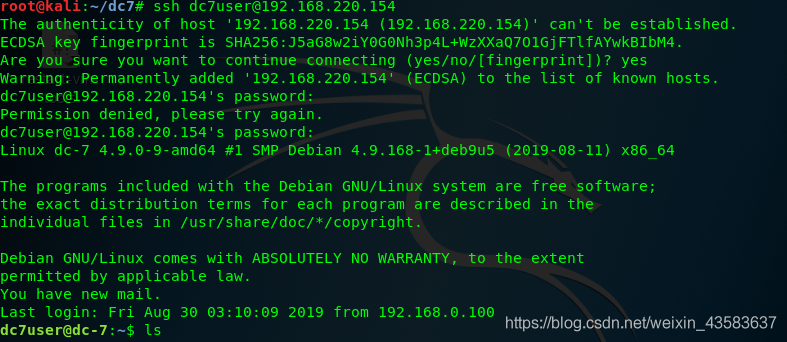 root@kali:~/dc7# ssh dc7user@192.168.220.154
The authenticity of host '192.168.220.154 (192.168.220.154)' can't be established.
ECDSA key fingerprint is SHA256:J5aG8w2iY0G0Nh3p4L+WzXXaQ7O1GjFTlfAYwkBIbM4.
Are you sure you want to continue connecting (yes/no/[fingerprint])? yes
Warning: Permanently added '192.168.220.154' (ECDSA) to the list of known hosts.
dc7user@192.168.220.154's password:
Permission denied, please try again.
dc7user@192.168.220.154's password:
Linux dc-7 4.9.0-9-amd64 #1 SMP Debian 4.9.168-1+deb9u5 (2019-08-11) x86_64
The programs included with the Debian GNU/Linux system are free software;
the exact distribution terms for each program are described in the
individual files in /usr/share/doc/*/copyright.
Debian GNU/Linux comes with ABSOLUTELY NO WARRANTY, to the extent
permitted by applicable law.
You have new mail.
Last login: Fri Aug 30 03:10:09 2019 from 192.168.0.100
dc7user@dc-7:~$ ls
https://blog.csdn.net/weixin_43583637